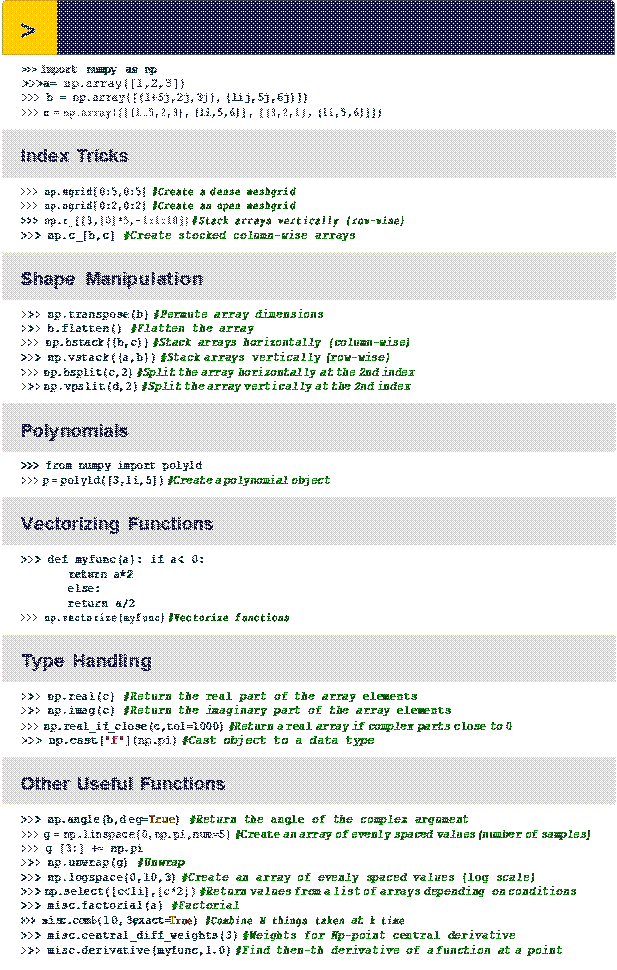 >
>>> import numpy as np
>>>a= np.array([1,2,3])
>>> b = np.array([(1+5j,2j,3j), (1ij,5j,6j)])
>>> c = np.array([[(1.5,2,3), (1i,5,6)], [(3,2,1), (1i,5,6)]])
Index Tricks
>>> np.mgrid[0:5,0:5] #Create a dense meshgrid
>>> np.ogrid[0:2,0:2] #Create an open meshgrid
>>> np.r_[[3,[0]*5,-1:1:10j] #Stack arrays vertically (row-wise)
>>> np.c_[b,c] #Create stacked column-wise arrays
Shape Manipulation
>>> np.transpose(b) #Permute array dimensions
>>> b.flatten() #Flatten the array
>>> np.hstack((b,c)) #Stack arrays horizontally (column-wise)
>>> np.vstack((a,b)) #Stack arrays vertically (row-wise)
>>> np.hsplit(c,2) #Split the array horizontally at the 2nd index
>>> np.vpslit(d,2) #Split the array vertically at the 2nd index
Polynomials
>>> from numpy import poly1d
>>> p = poly1d([3,1i,5]) #Create a polynomial object
Vectorizing Functions
>>> def myfunc(a): if a< 0:
return a*2
else:
return a/2
>>> np.vectorize(myfunc) #Vectorize functions
Type Handling
>>> np.real(c) #Return the real part of the array elements
>>> np.imag(c) #Return the imaginary part of the array elements
>>> np.real_if_close(c,tol=1000) #Return a real array if complex parts close to 0
>>> np.cast["f"](np.pi) #Cast object to a data type
Other Useful Functions
>>> np.angle(b,deg=True) #Return the angle of the complex argument
>>> g = np.linspace(0,np.pi,num=5) #Create an array of evenly spaced values (number of samples)
>>> g [3:] += np.pi
>>> np.unwrap(g) #Unwrap
>>> np.logspace(0,10,3) #Create an array of evenly spaced values (log scale)
>>> np.select([c<1i],[c*2]) #Return values from a list of arrays depending on conditions
>>> misc.factorial(a) #Factorial
>>> misc.comb(10,3exact=True) #Combine N things taken at k time
>>> misc.central_diff_weights(3) #Weights for Np-point central derivative
>>> misc.derivative(myfunc,1.0) #Find the n-th derivative of a function at a point